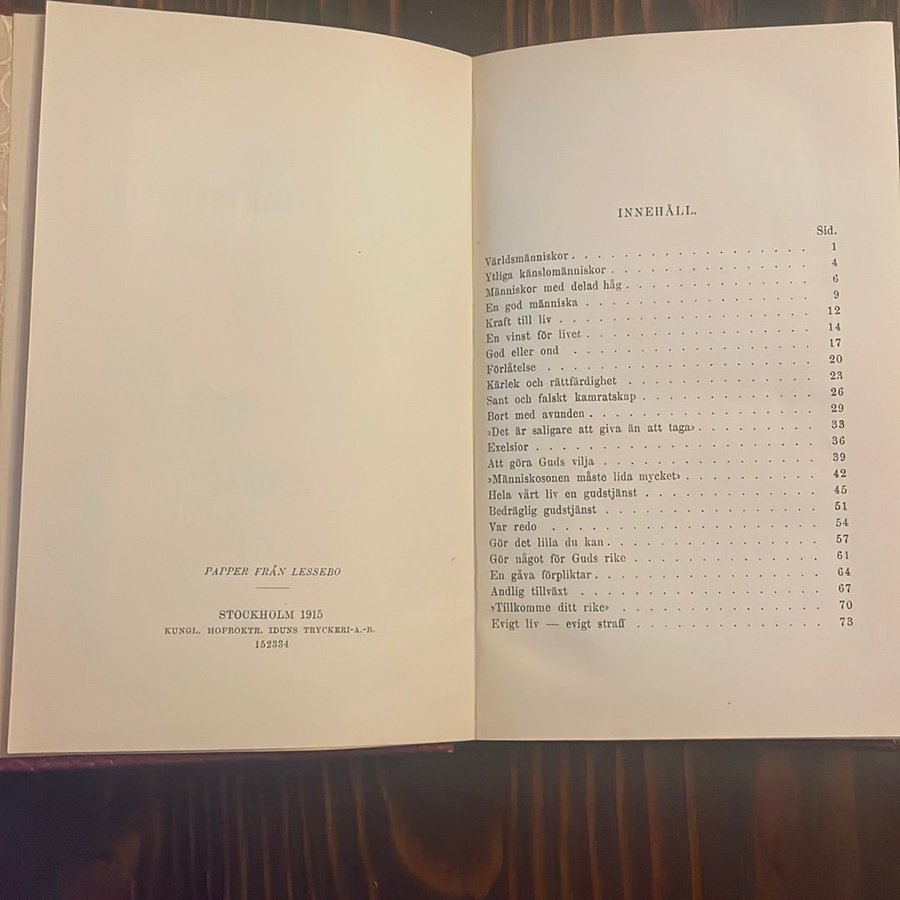 PAPPER FRÅN LESSEBO
STOCKHOLM 1915
KUNGL. HOFBOKTR. IDUNS TRYCKERI-A.-B.
152334
INNEHÅLL.
Sid.
Världsmänniskor . . . . . . . . . . . . . . . . 1
Ytliga känslomänniskor . . . . . . . . . . . . . 4
Människor med delad håg . . . . . . . . . . . . 6
En god människa . . . . . . . . . . . . . . . 9
Kraft till liv . . . . . . . . . . . . . . . . . 12
En vinst för livet . . . . . . . . . . . . . . . 14
God eller ond . . . . . . . . . . . . . . . . 17
Förlåtelse . . . . . . . . . . . . . . . . . . 20
Kärlek och rättfärdighet . . . . . . . . . . . . 23
Sant och falskt kamratskap . . . . . . . . . . . 26
Bort med avunden . . . . . . . . . . . . . . . 29
»Det är saligare att giva än att taga» . . . . . . . 33
Exelsior . . . . . . . . . . . . . . . . . . . 36
Att göra Guds vilja . . . . . . . . . . . . . . 39
»Människosonen måste lida mycket» . . . . . . . . 42
Hela vårt liv en gudstjänst . . . . . . . . . . . 45
Bedräglig gudstjänst . . . . . . . . . . . . . . 51
Var redo . . . . . . . . . . . . . . . . . . 54
Gör det lilla du kan . . . . . . . . . . . . . . 57
Gör något för Guds rike . . . . . . . . . . . . 61
En gåva förpliktar . . . . . . . . . . . . . . . 64
Andlig tillväxt . . . . . . . . . . . . . . . . 67
»Tillkomme ditt rike» . . . . . . . . . . . . . 70
Evigt liv — evigt straff . . . . . . . . . . . . 73